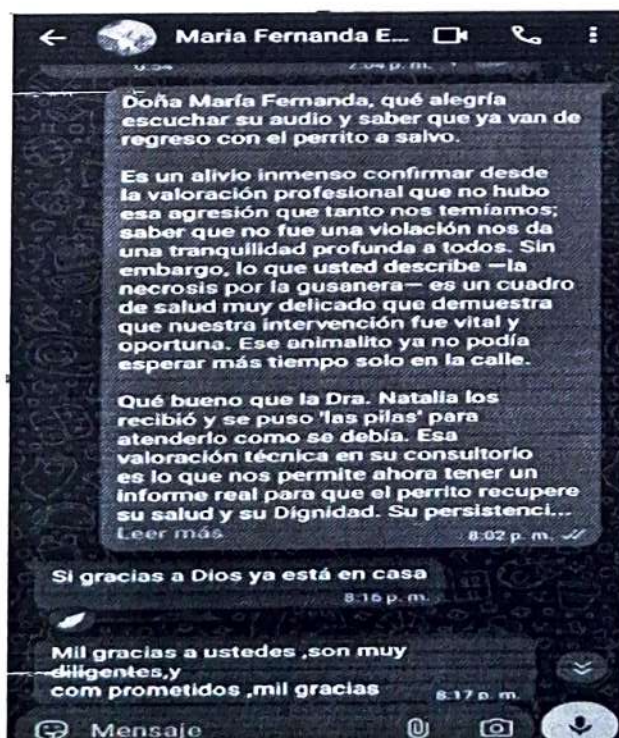 Maria Fernanda E...
2:04 p. m.
Doña María Fernanda, qué alegría
escuchar su audio y saber que ya van de
regreso con el perrito a salvo.
Es un alivio inmenso confirmar desde
la valoración profesional que no hubo
esa agresión que tanto nos temíamos;
saber que no fue una violación nos da
una tranquilidad profunda a todos. Sin
embargo, lo que usted describe —la
necrosis por la gusanera— es un cuadro
de salud muy delicado que demuestra
que nuestra intervención fue vital y
oportuna. Ese animalito ya no podía
esperar más tiempo solo en la calle.
Qué bueno que la Dra. Natalia los
recibió y se puso 'las pilas' para
atenderlo como se debía. Esa
valoración técnica en su consultorio
es lo que nos permite ahora tener un
informe real para que el perrito recupere
su salud y su Dignidad. Su persistenci...
Leer más
8:02 p. m.
Si gracias a Dios ya está en casa
8:16 p. m.
Mil gracias a ustedes ,son muy
diligentes,y
com prometidos ,mil gracias
8:17 p. m.
Mensaje